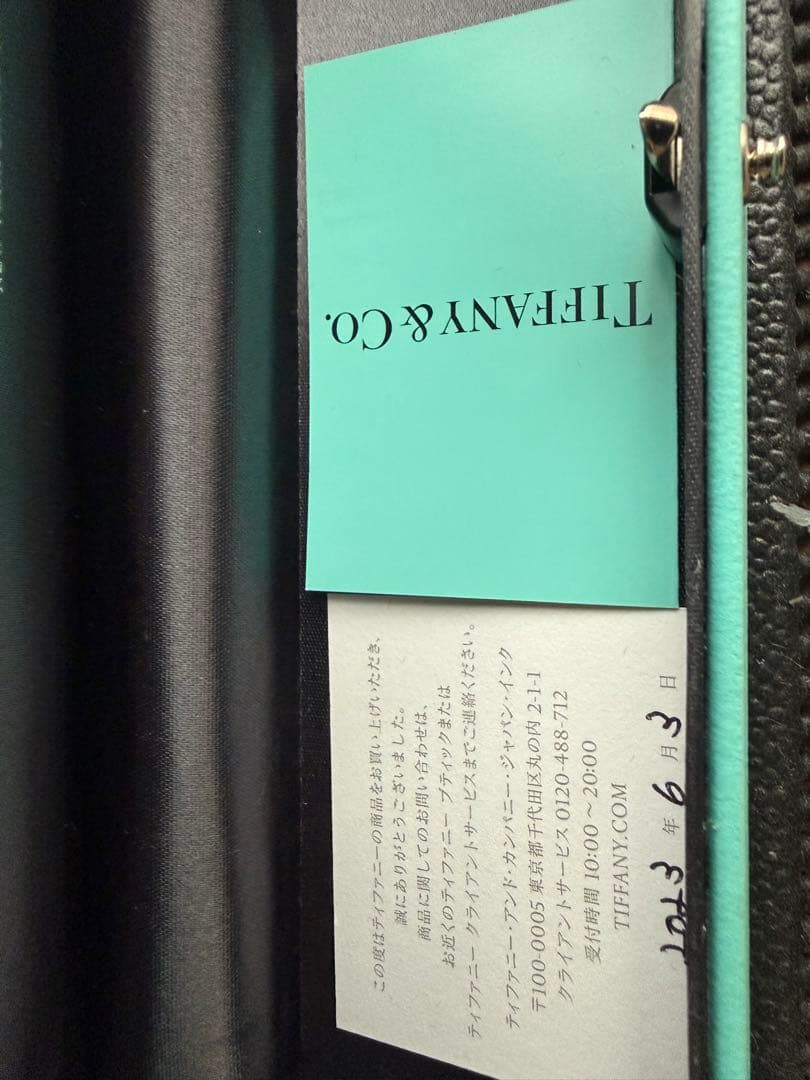 TIFFANY & CO.
この度はティファニーの商品をお買い上げいただき、
誠にありがとうございました。
商品に関してのお問い合わせは、
お近くのティファニー ブティックまたは
ティファニー クライアントサービスまでご連絡ください。
ティファニー・アンド・カンパニー・ジャパン・インク
〒100-0005 東京都千代田区丸の内 2-1-1
クライアントサービス 0120-488-712
受付時間 10:00 ~ 20:00
TIFFANY.COM
2023 年 6 月 3 日